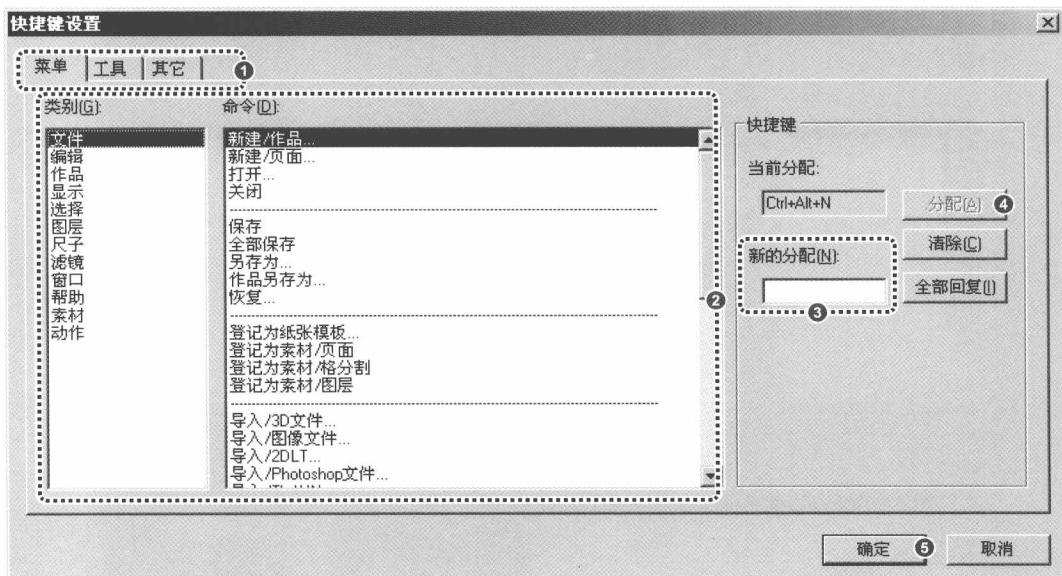 快捷键设置
菜单 工具 其它 1
类别(G): 命令(D):
文件
编辑
作品
显示
选择
图层
尺子
滤镜
窗口
帮助
素材
动作
新建/作品...
新建/页面...
打开...
关闭
保存
全部保存
另存为...
作品另存为...
恢复...
登记为纸张模板...
登记为素材/页面
登记为素材/格分割
登记为素材/图层
导入/3D文件...
导入/图像文件...
导入/2DLT...
导入/Photoshop文件...
2
快捷键
当前分配:
Ctrl+Alt+N 分配(A) 4
清除(C)
新的分配(N):
全部回复(I)
3
确定 5 取消